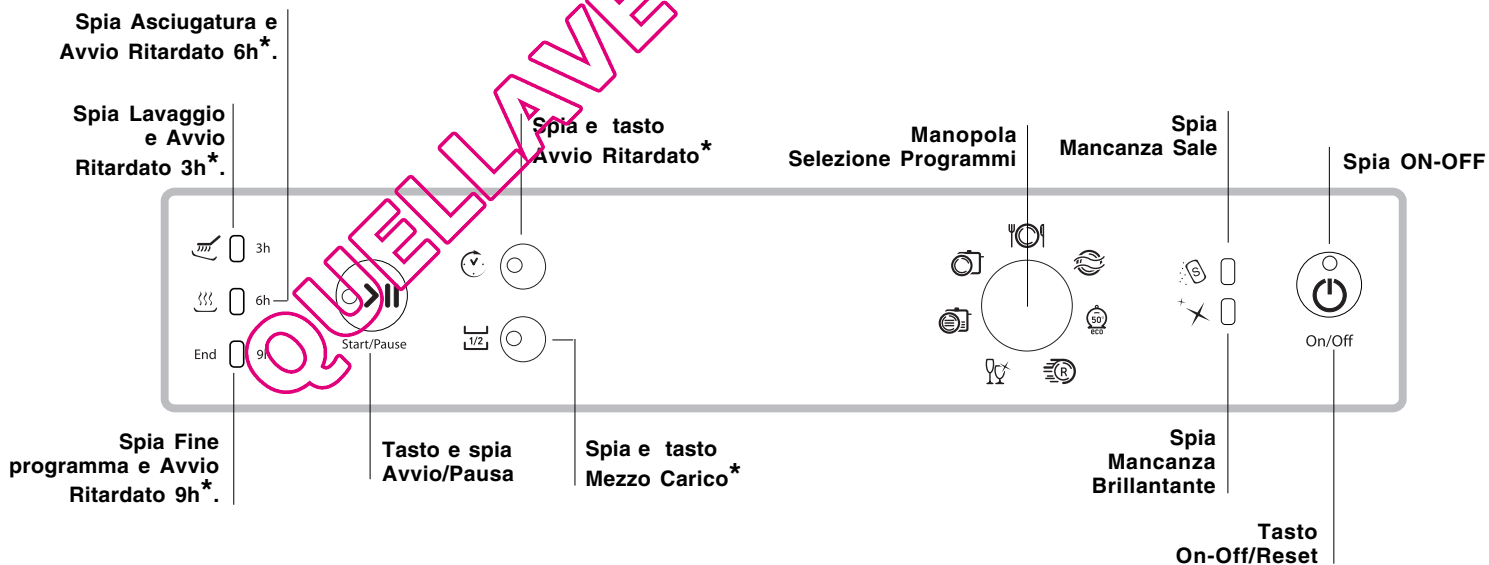 Spia Asciugatura e
Avvio Ritardato 6h*.
Spia Lavaggio
e Avvio
Ritardato 3h*.
Spia e tasto
Avvio Ritardato*
Manopola
Selezione Programmi
Spia
Mancanza Sale
Spia ON-OFF
3h
6h
End 9h
Start/Pause
1/2
50°
eco
R
S
On/Off
QUELLAVE
Spia Fine
programma e Avvio
Ritardato 9h*.
Tasto e spia
Avvio/Pausa
Spia e tasto
Mezzo Carico*
Spia
Mancanza
Brillantante
Tasto
On-Off/Reset